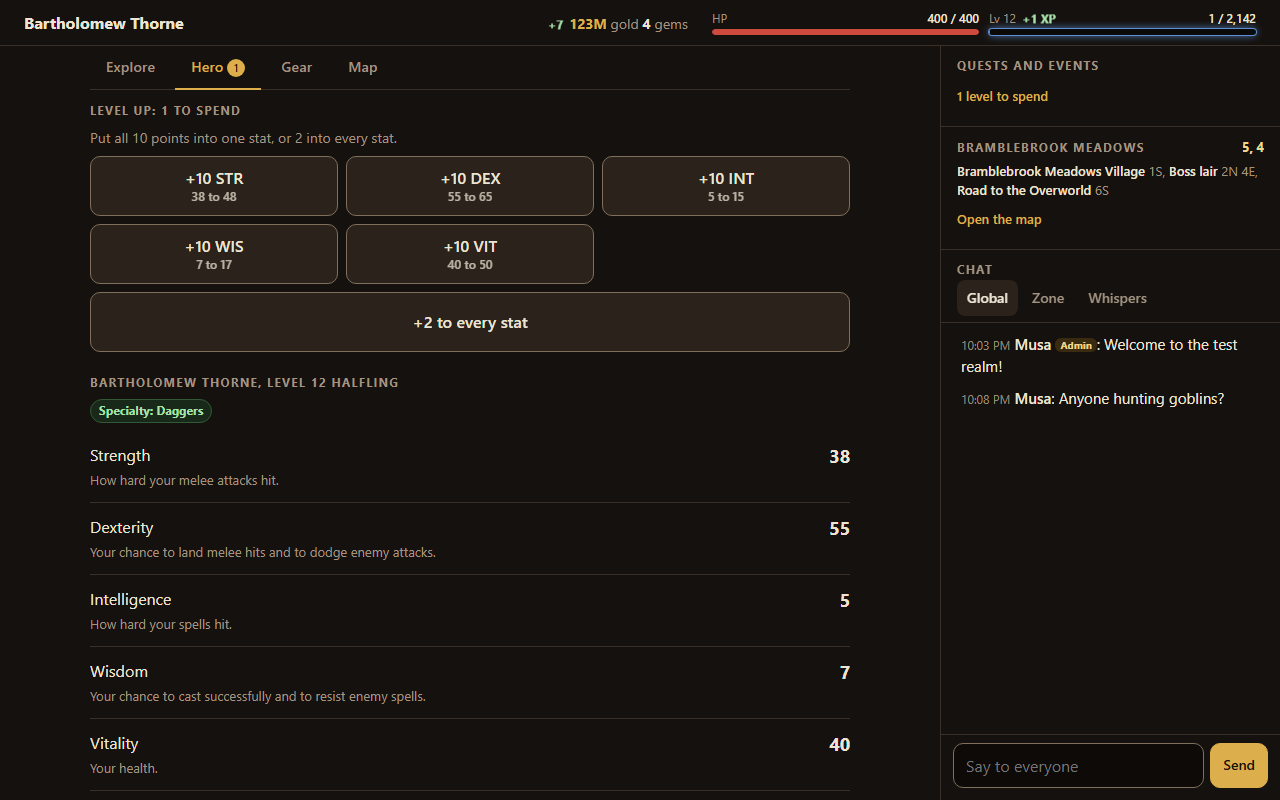 Bartholomew Thorne
+7 123M gold 4 gems
HP 400 / 400
Lv 12 +1 XP 1 / 2,142
Explore
Hero 1
Gear
Map
LEVEL UP: 1 TO SPEND
Put all 10 points into one stat, or 2 into every stat.
+10 STR
38 to 48
+10 DEX
55 to 65
+10 INT
5 to 15
+10 WIS
7 to 17
+10 VIT
40 to 50
+2 to every stat
BARTHOLOMEW THORNE, LEVEL 12 HALFLING
Specialty: Daggers
Strength 38
How hard your melee attacks hit.
Dexterity 55
Your chance to land melee hits and to dodge enemy attacks.
Intelligence 5
How hard your spells hit.
Wisdom 7
Your chance to cast successfully and to resist enemy spells.
Vitality 40
Your health.
QUESTS AND EVENTS
1 level to spend
BRAMBLEBROOK MEADOWS 5, 4
Bramblebrook Meadows Village 1S, Boss lair 2N 4E,
Road to the Overworld 6S
Open the map
CHAT
Global Zone Whispers
10:03 PM Musa Admin: Welcome to the test
realm!
10:08 PM Musa: Anyone hunting goblins?
Say to everyone
Send